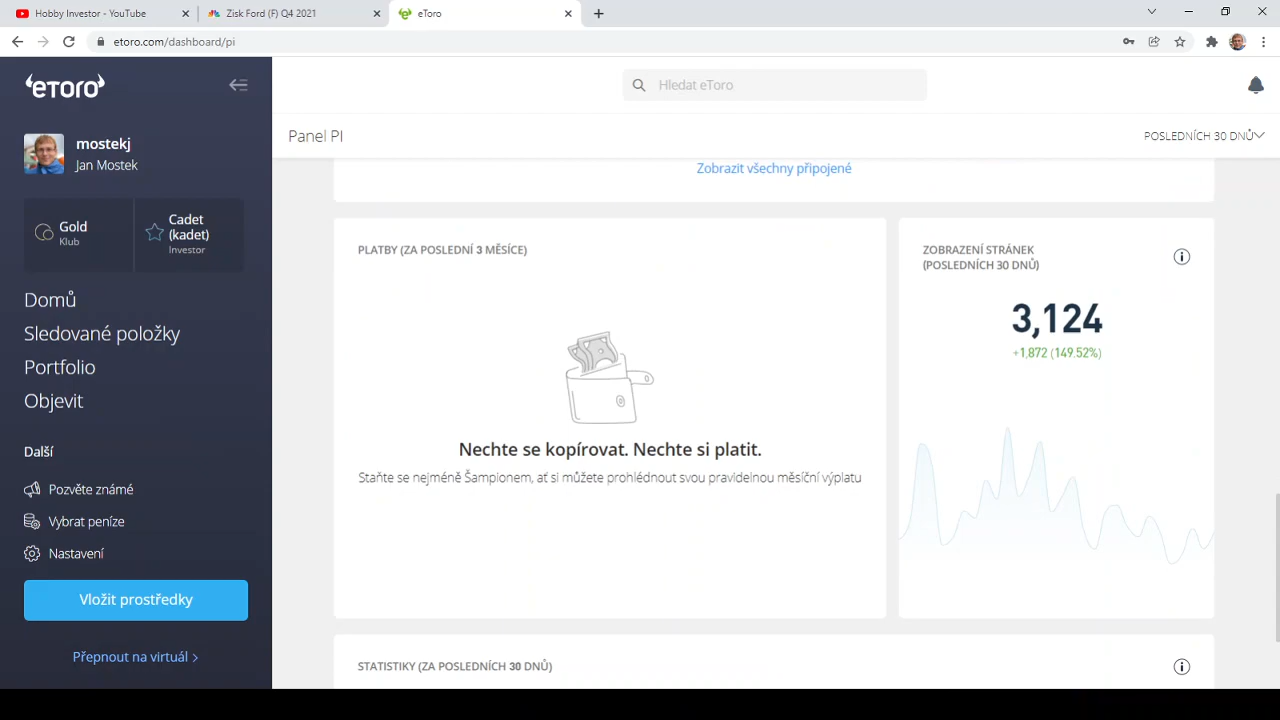 Hobby Investor - YouTube
Zisk Ford (F) Q4 2021
eToro
etoro.com/dashboard/pi
eToro
mostekj
Jan Mostek
Gold
Klub
Cadet
(kadet)
Investor
Domů
Sledované položky
Portfolio
Objevit
Další
Pozvěte známé
Vybrat peníze
Nastavení
Vložit prostředky
Přepnout na virtuál
Hledat eToro
Panel PI
POSLEDNÍCH 30 DNŮ
Zobrazit všechny připojené
PLATBY (ZA POSLEDNÍ 3 MĚSÍCE)
Nechte se kopírovat. Nechte si platit.
Staňte se nejméně Šampionem, ať si můžete prohlédnout svou pravidelnou měsíční výplatu
ZOBRAZENÍ STRÁNEK
(POSLEDNÍCH 30 DNŮ)
3,124
+1,872 (149.52%)
STATISTIKY (ZA POSLEDNÍCH 30 DNŮ)